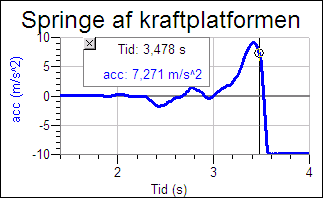 Springe af kraftplatformen
10
5
0
-5
-10
acc (m/s^2)
Tid: 3,478 s
acc: 7,271 m/s^2
2
3
4
Tid (s)